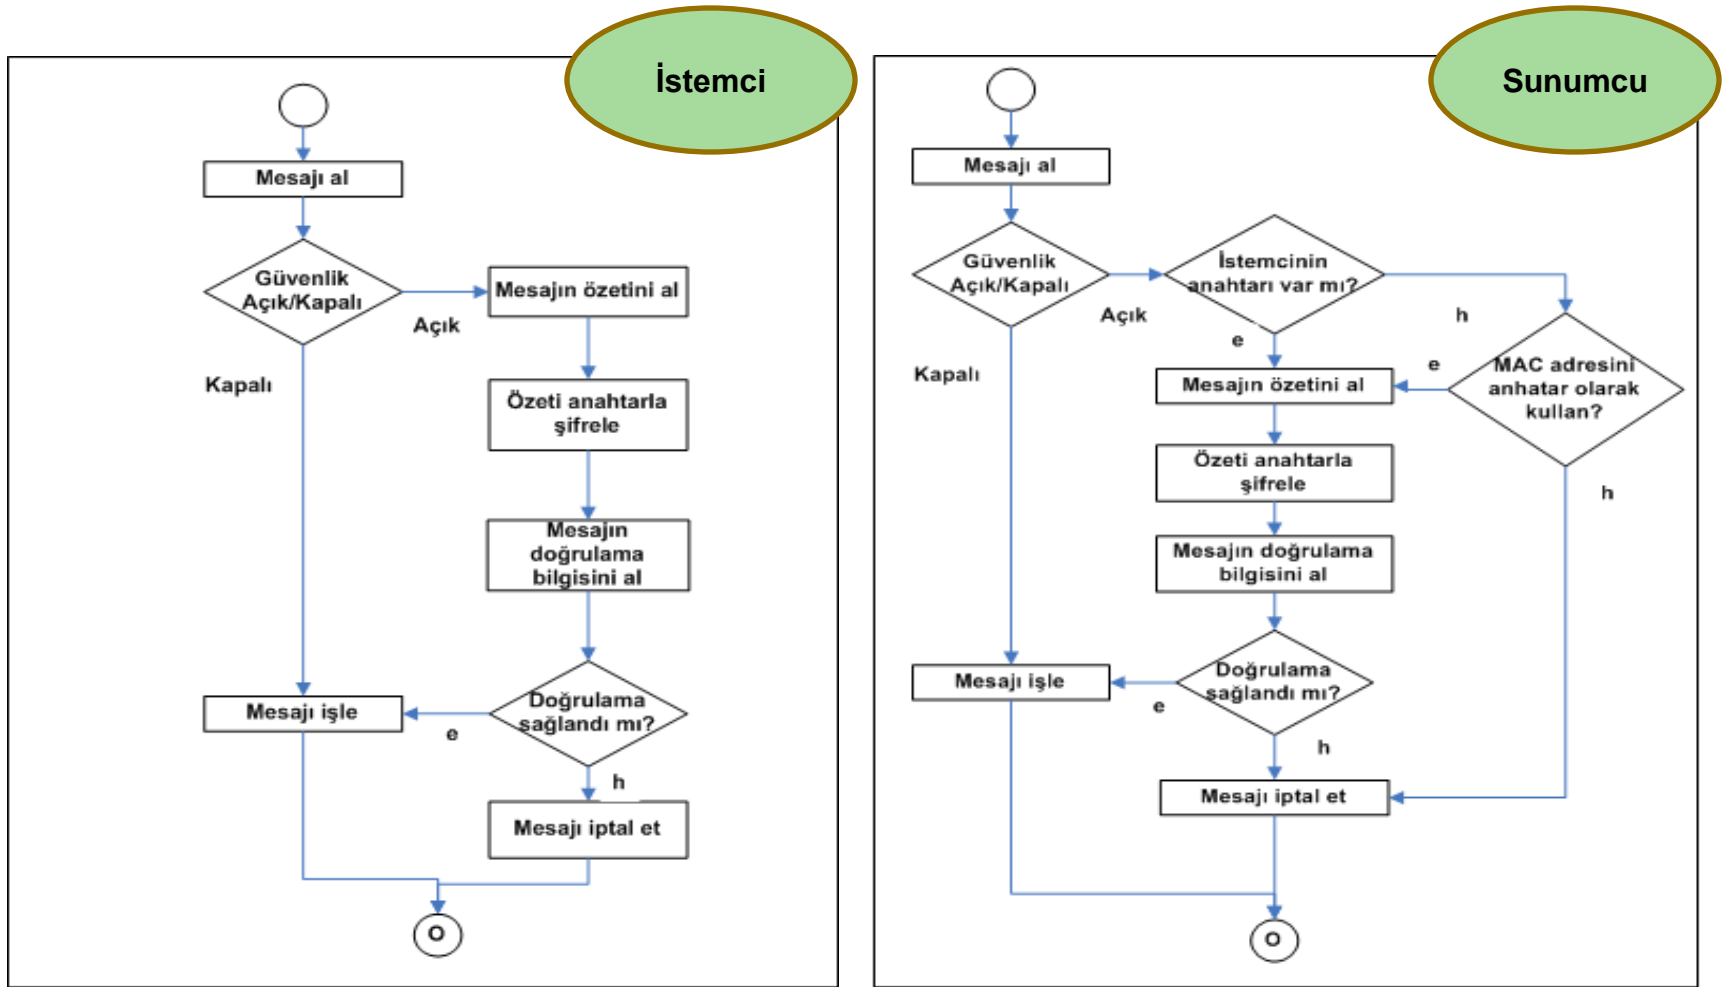 İstemci
Mesajı al
Güvenlik
Açık/Kapalı
Açık
Kapalı
Mesajın özetini al
Özeti anahtarla
şifrele
Mesajın
doğrulama
bilgisini al
Doğrulama
sağlandı mı?
e
h
Mesajı işle
Mesajı iptal et
O
Sunumcu
Mesajı al
Güvenlik
Açık/Kapalı
Açık
Kapalı
İstemcinin
anahtarı var mı?
e
h
MAC adresini
anhatar olarak
kullan?
e
h
Mesajın özetini al
Özeti anahtarla
şifrele
Mesajın doğrulama
bilgisini al
Doğrulama
sağlandı mı?
e
h
Mesajı işle
Mesajı iptal et
O